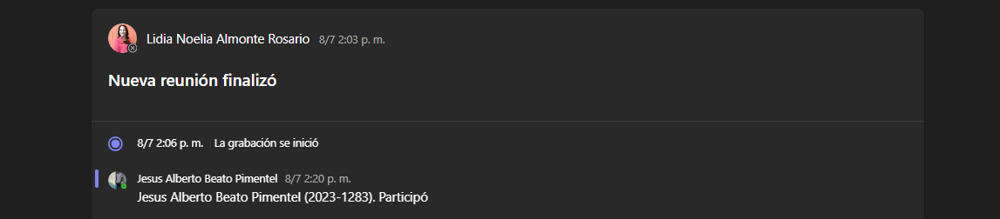 Lidia Noelia Almonte Rosario 8/7 2:03 p. m.
Nueva reunión finalizó
8/7 2:06 p. m. La grabación se inició
Jesus Alberto Beato Pimentel 8/7 2:20 p. m.
Jesus Alberto Beato Pimentel (2023-1283). Participó